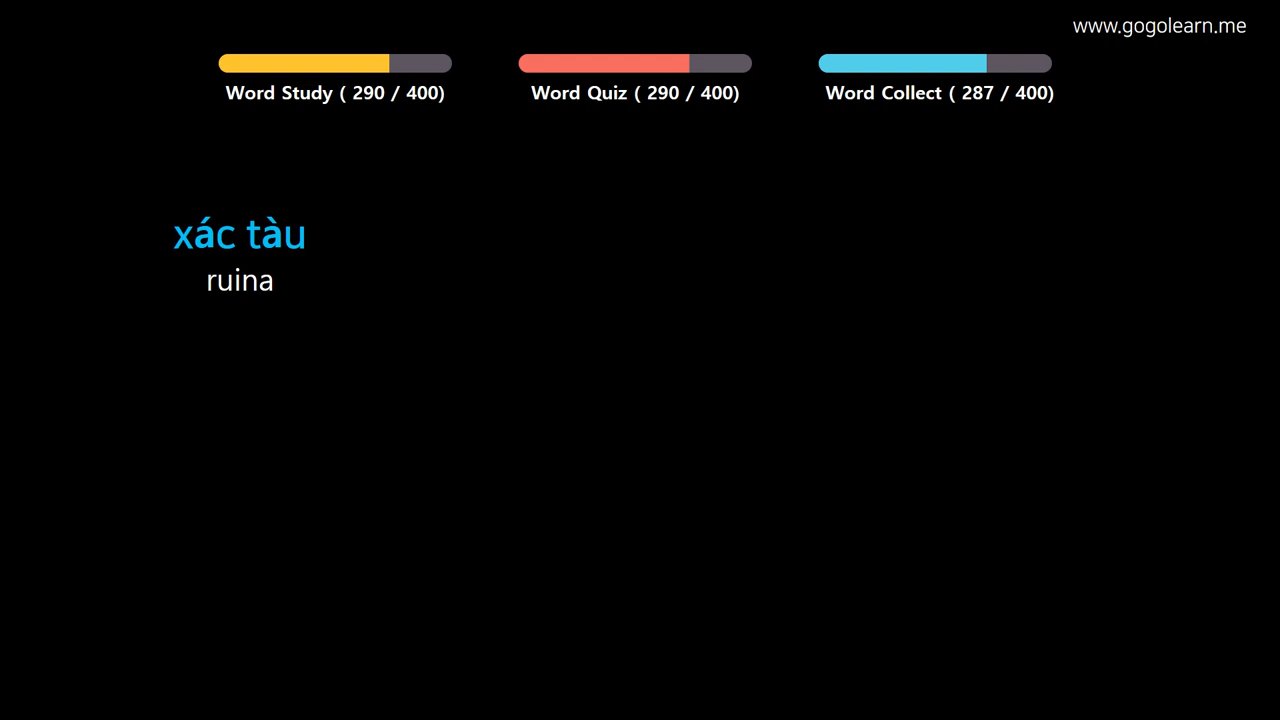 www.gogolearn.me
Word Study ( 290 / 400)
Word Quiz ( 290 / 400)
Word Collect ( 287 / 400)
xác tàu
ruina